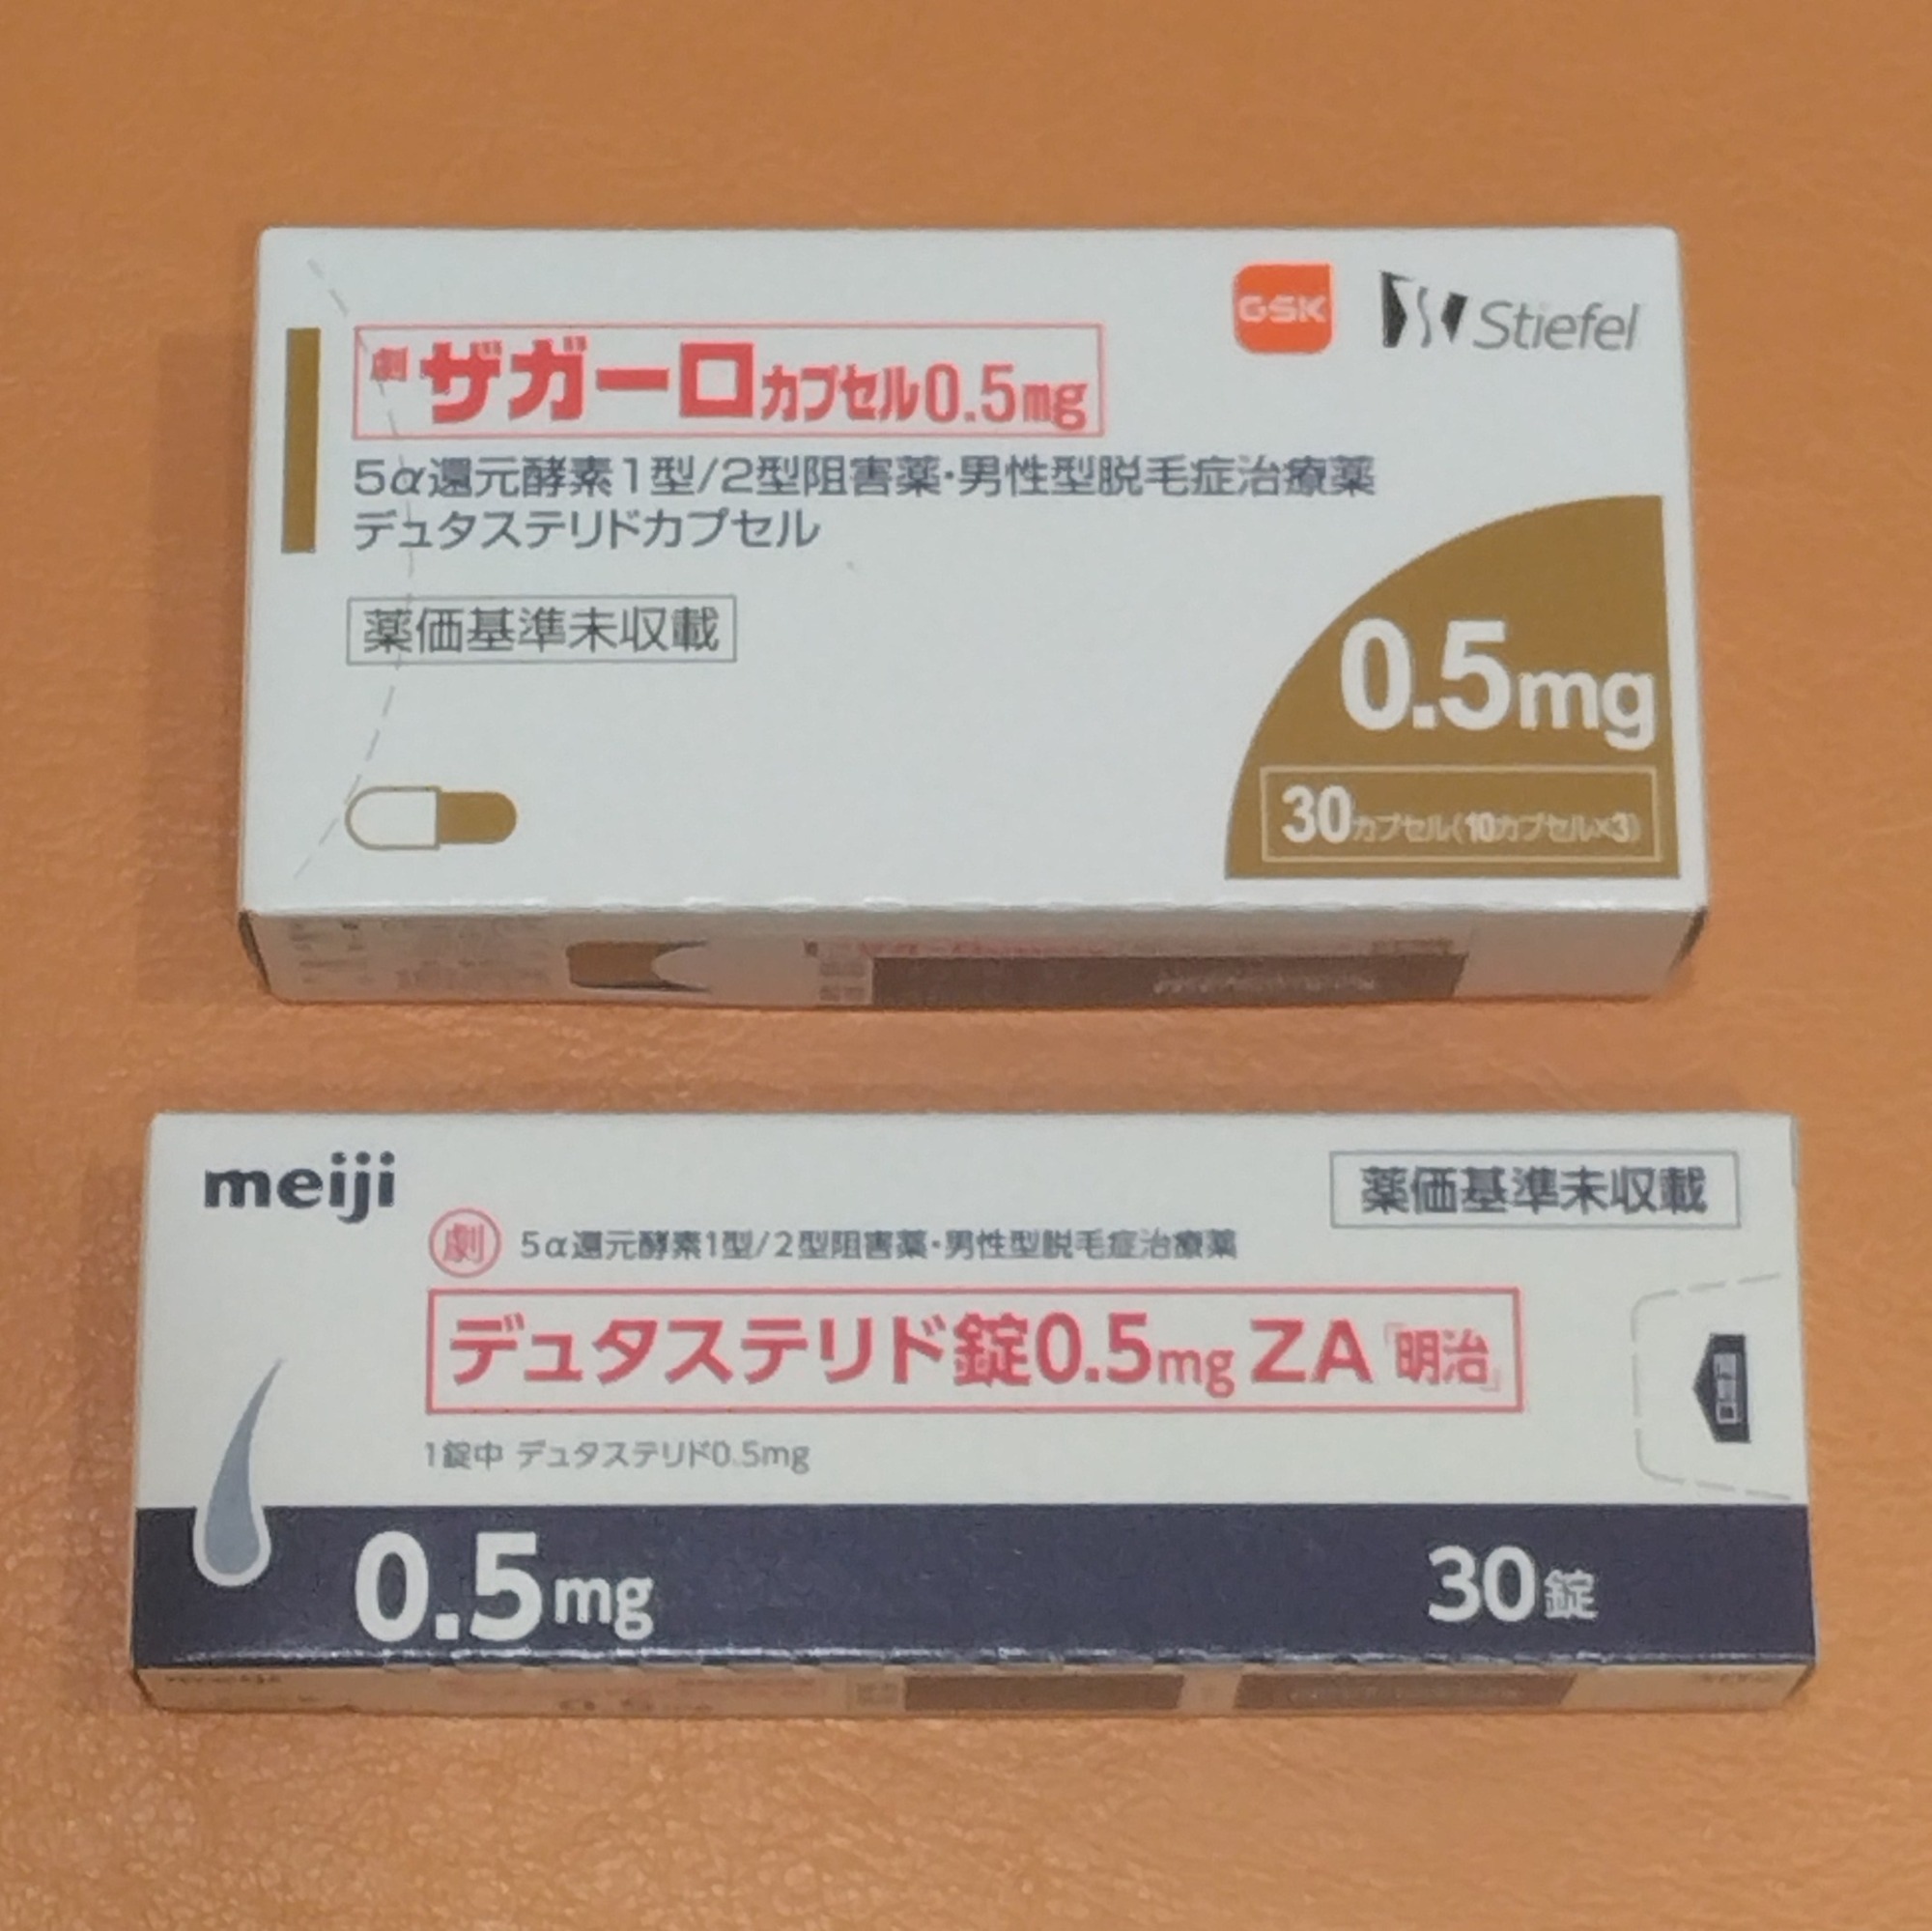 GSK
Stiefel
劇 ザガーロカプセル0.5mg
5α還元酵素1型/2型阻害薬・男性型脱毛症治療薬
デュタステリドカプセル
薬価基準未収載
0.5mg
30カプセル(10カプセル×3)
meiji
薬価基準未収載
劇 5α還元酵素1型/2型阻害薬・男性型脱毛症治療薬
デュタステリド錠0.5mg ZA「明治」
1錠中 デュタステリド0.5mg
0.5mg
30錠